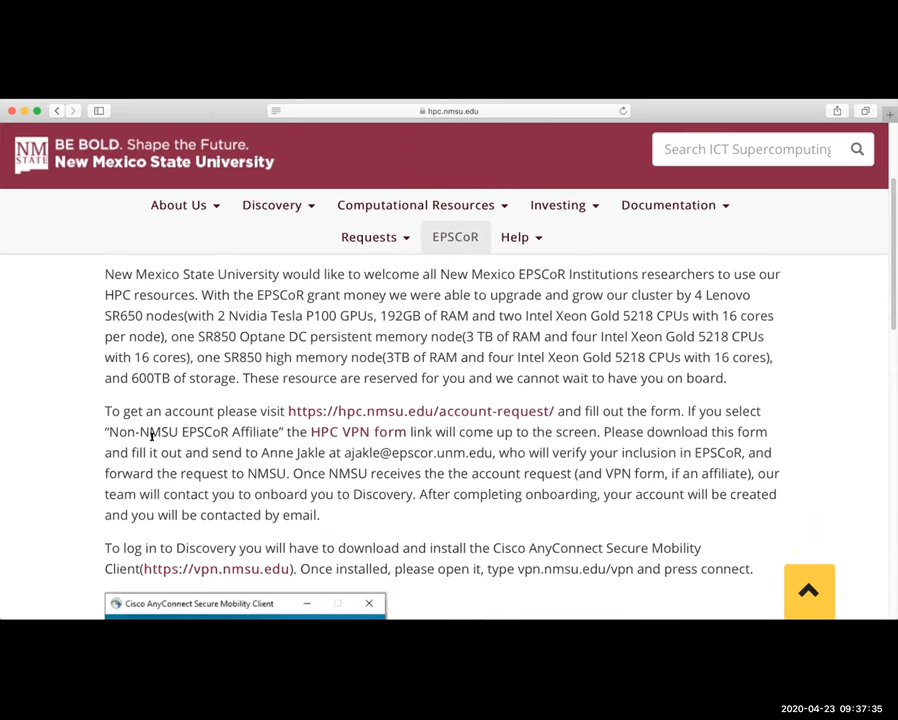 hpc.nmsu.edu
NM
STATE
BE BOLD. Shape the Future.
New Mexico State University
Search ICT Supercomputing
About Us
Discovery
Computational Resources
Investing
Documentation
Requests
EPSCoR
Help
New Mexico State University would like to welcome all New Mexico EPSCoR Institutions researchers to use our
HPC resources. With the EPSCoR grant money we were able to upgrade and grow our cluster by 4 Lenovo
SR650 nodes(with 2 Nvidia Tesla P100 GPUs, 192GB of RAM and two Intel Xeon Gold 5218 CPUs with 16 cores
per node), one SR850 Optane DC persistent memory node(3 TB of RAM and four Intel Xeon Gold 5218 CPUs
with 16 cores), one SR850 high memory node(3TB of RAM and four Intel Xeon Gold 5218 CPUs with 16 cores),
and 600TB of storage. These resource are reserved for you and we cannot wait to have you on board.
To get an account please visit https://hpc.nmsu.edu/account-request/ and fill out the form. If you select
“Non-NMSU EPSCoR Affiliate” the HPC VPN form link will come up to the screen. Please download this form
and fill it out and send to Anne Jakle at ajakle@epscor.unm.edu, who will verify your inclusion in EPSCoR, and
forward the request to NMSU. Once NMSU receives the the account request (and VPN form, if an affiliate), our
team will contact you to onboard you to Discovery. After completing onboarding, your account will be created
and you will be contacted by email.
To log in to Discovery you will have to download and install the Cisco AnyConnect Secure Mobility
Client(https://vpn.nmsu.edu). Once installed, please open it, type vpn.nmsu.edu/vpn and press connect.
Cisco AnyConnect Secure Mobility Client
2020-04-23 09:37:35